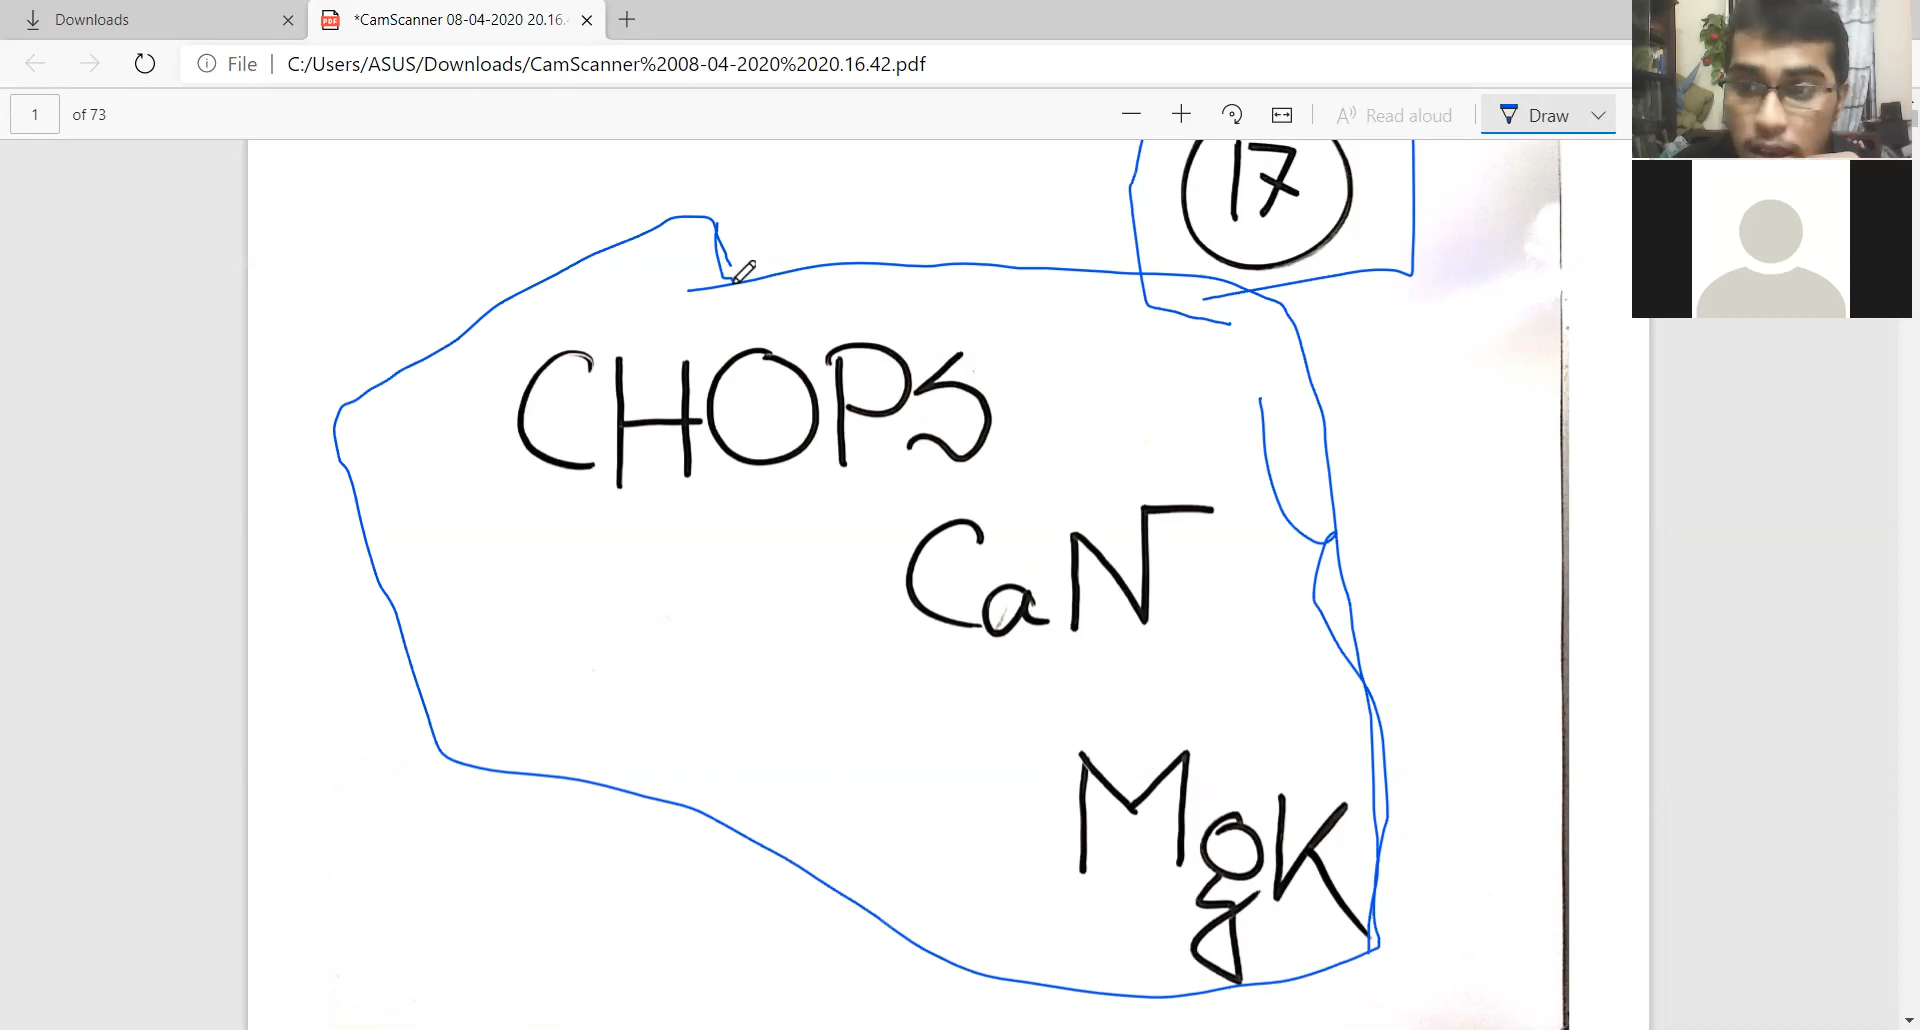 Downloads
*CamScanner 08-04-2020 20.16.
File
C:/Users/ASUS/Downloads/CamScanner%2008-04-2020%2020.16.42.pdf
1 of 73
Read aloud
Draw
17
CHOPS
CaN
MgK